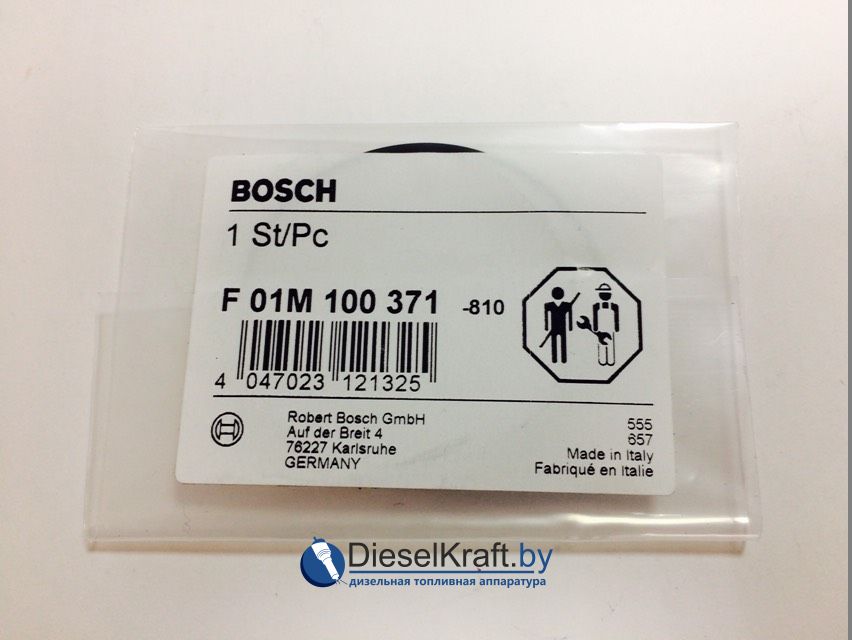 BOSCH
1 St/Pc
F 01M 100 371 -810
4 047023 121325
Robert Bosch GmbH
Auf der Breit 4
76227 Karlsruhe
GERMANY
555
657
Made in Italy
Fabriqué en Italie
DieselKraft.by
дизельная топливная аппаратура